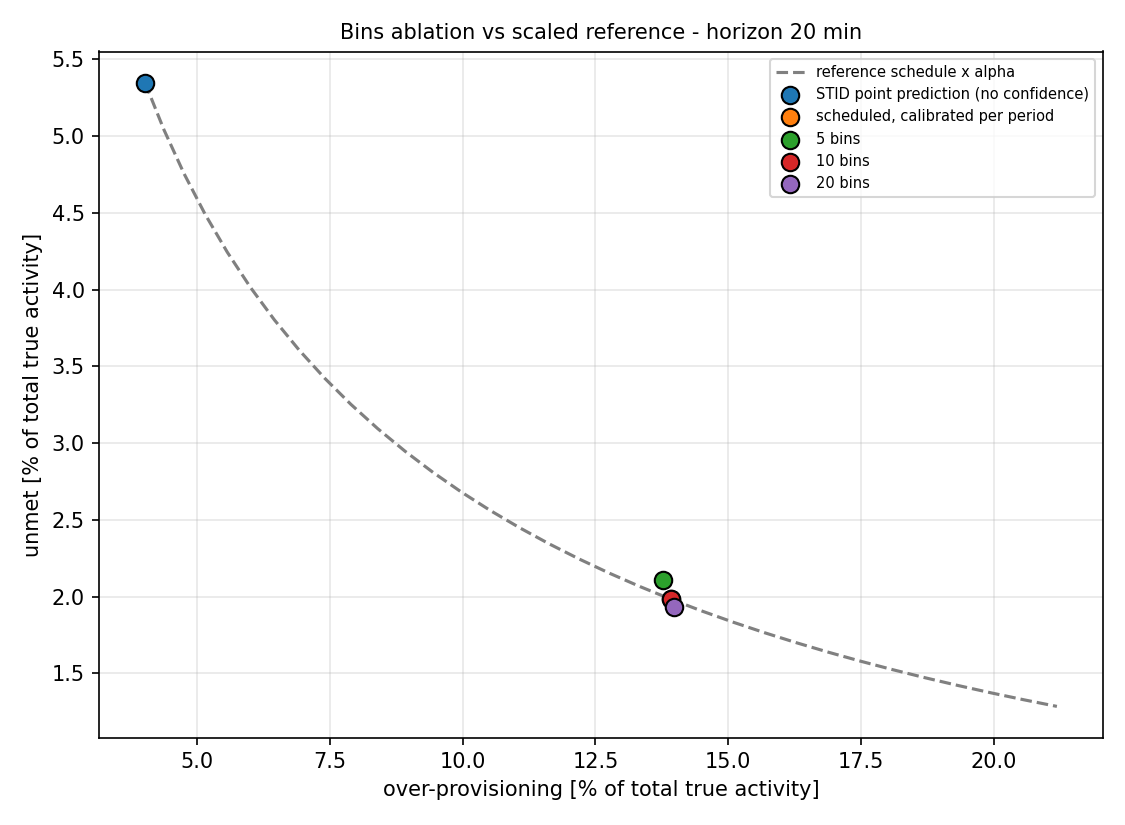 Bins ablation vs scaled reference - horizon 20 min
5.5
5.0
4.5
4.0
3.5
3.0
2.5
2.0
1.5
unmet [% of total true activity]
reference schedule x alpha
STID point prediction (no confidence)
scheduled, calibrated per period
5 bins
10 bins
20 bins
5.0
7.5
10.0
12.5
15.0
17.5
20.0
over-provisioning [% of total true activity]